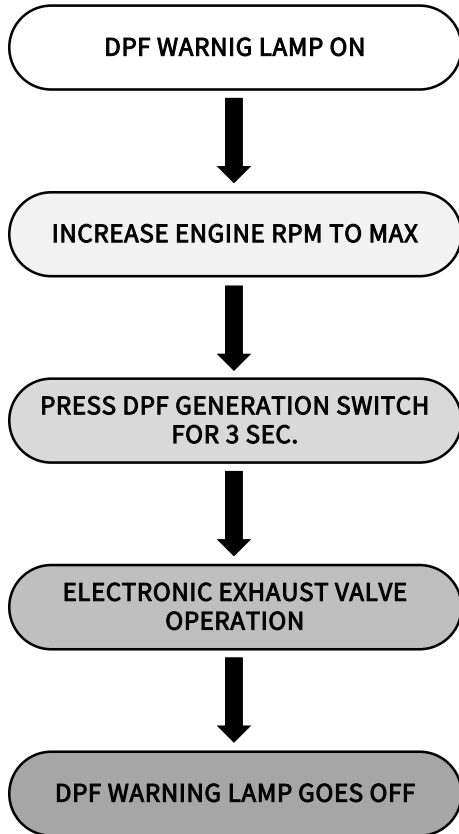 DPF WARNIG LAMP ON
INCREASE ENGINE RPM TO MAX
PRESS DPF GENERATION SWITCH
FOR 3 SEC.
ELECTRONIC EXHAUST VALVE
OPERATION
DPF WARNING LAMP GOES OFF